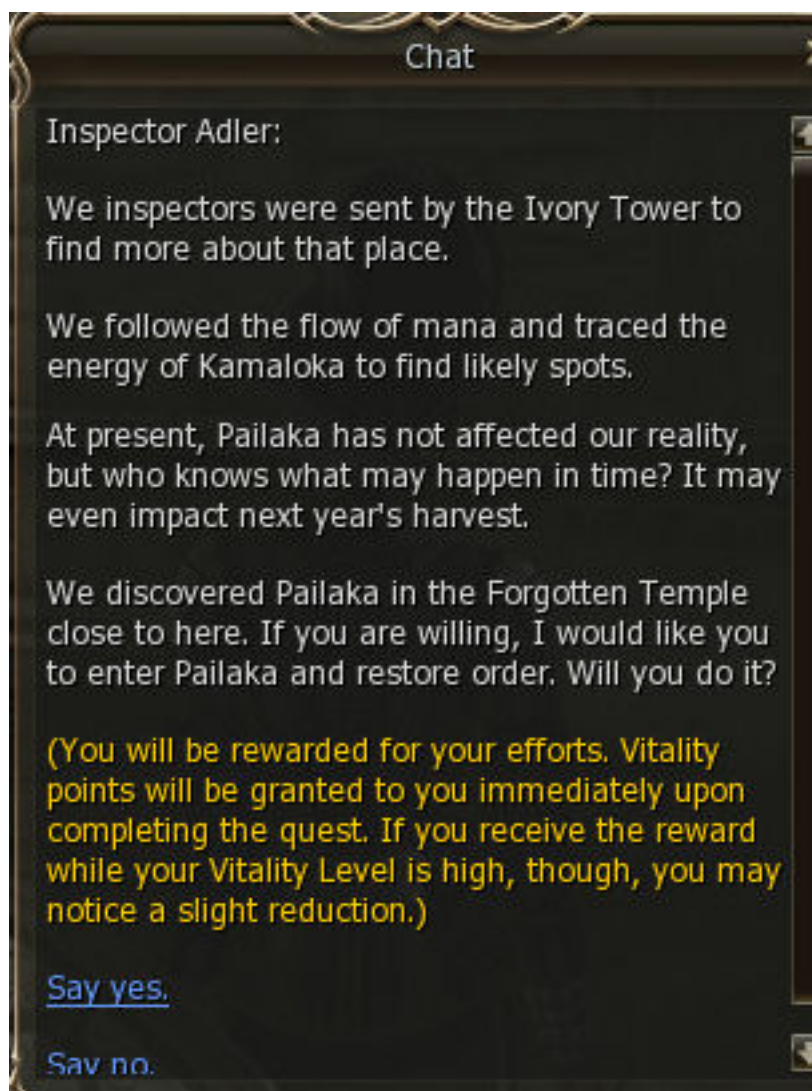 Chat
Inspector Adler:
We inspectors were sent by the Ivory Tower to
find more about that place.
We followed the flow of mana and traced the
energy of Kamaloka to find likely spots.
At present, Pailaka has not affected our reality,
but who knows what may happen in time? It may
even impact next year's harvest.
We discovered Pailaka in the Forgotten Temple
close to here. If you are willing, I would like you
to enter Pailaka and restore order. Will you do it?
(You will be rewarded for your efforts. Vitality
points will be granted to you immediately upon
completing the quest. If you receive the reward
while your Vitality Level is high, though, you may
notice a slight reduction.)
Say yes.
Say no.